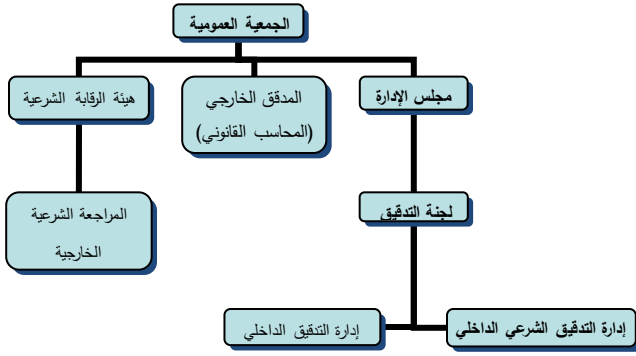 الجمعية العمومية
مجلس الإدارة
المدقق الخارجي
(المحاسب القانوني)
هيئة الرقابة الشرعية
لجنة التدقيق
المراجعة الشرعية
الخارجية
إدارة التدقيق الشرعي الداخلي
إدارة التدقيق الداخلي